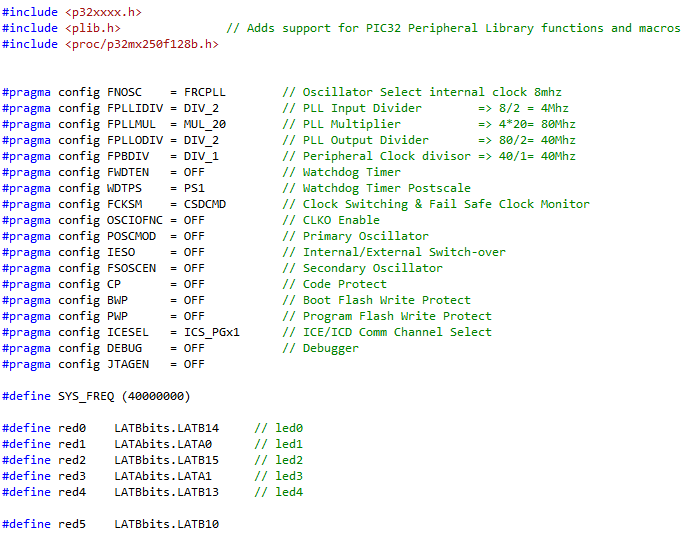 #include <p32xxxx.h>
#include <plib.h>               // Adds support for PIC32 Peripheral Library functions and macros
#include <proc/p32mx250f128b.h>
#pragma config FNOSC    = FRCPLL        // Oscillator Select internal clock 8mhz
#pragma config FPLLIDIV = DIV_2         // PLL Input Divider        => 8/2 = 4Mhz
#pragma config FPLLMUL  = MUL_20        // PLL Multiplier           => 4*20= 80Mhz
#pragma config FPLLODIV = DIV_2         // PLL Output Divider       => 80/2= 40Mhz
#pragma config FPBDIV   = DIV_1         // Peripheral Clock divisor => 40/1= 40Mhz
#pragma config FWDTEN   = OFF           // Watchdog Timer
#pragma config WDTPS    = PS1           // Watchdog Timer Postscale
#pragma config FCKSM    = CSDCMD        // Clock Switching & Fail Safe Clock Monitor
#pragma config OSCIOFNC = OFF           // CLKO Enable
#pragma config POSCMOD  = OFF           // Primary Oscillator
#pragma config IESO     = OFF           // Internal/External Switch-over
#pragma config FSOSCEN  = OFF           // Secondary Oscillator
#pragma config CP       = OFF           // Code Protect
#pragma config BWP      = OFF           // Boot Flash Write Protect
#pragma config PWP      = OFF           // Program Flash Write Protect
#pragma config ICESEL   = ICS_PGx1      // ICE/ICD Comm Channel Select
#pragma config DEBUG    = OFF           // Debugger
#pragma config JTAGEN   = OFF
#define SYS_FREQ (40000000)
#define red0    LATBbits.LATB14     // led0
#define red1    LATAbits.LATA0      // led1
#define red2    LATBbits.LATB15     // led2
#define red3    LATAbits.LATA1      // led3
#define red4    LATBbits.LATB13     // led4
#define red5    LATBbits.LATB10